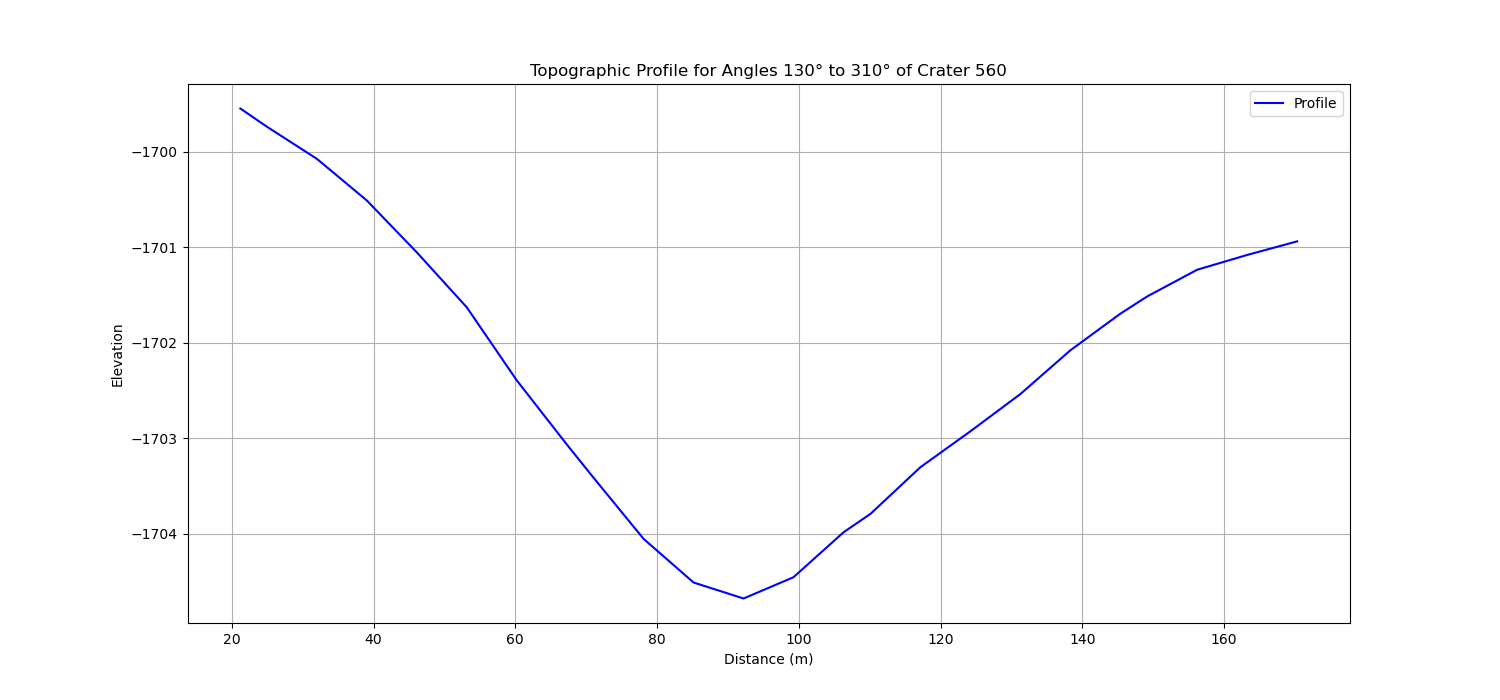 Topographic Profile for Angles 130° to 310° of Crater 560
Profile
−1700
−1701
−1702
−1703
−1704
Elevation
20 40 60 80 100 120 140 160
Distance (m)